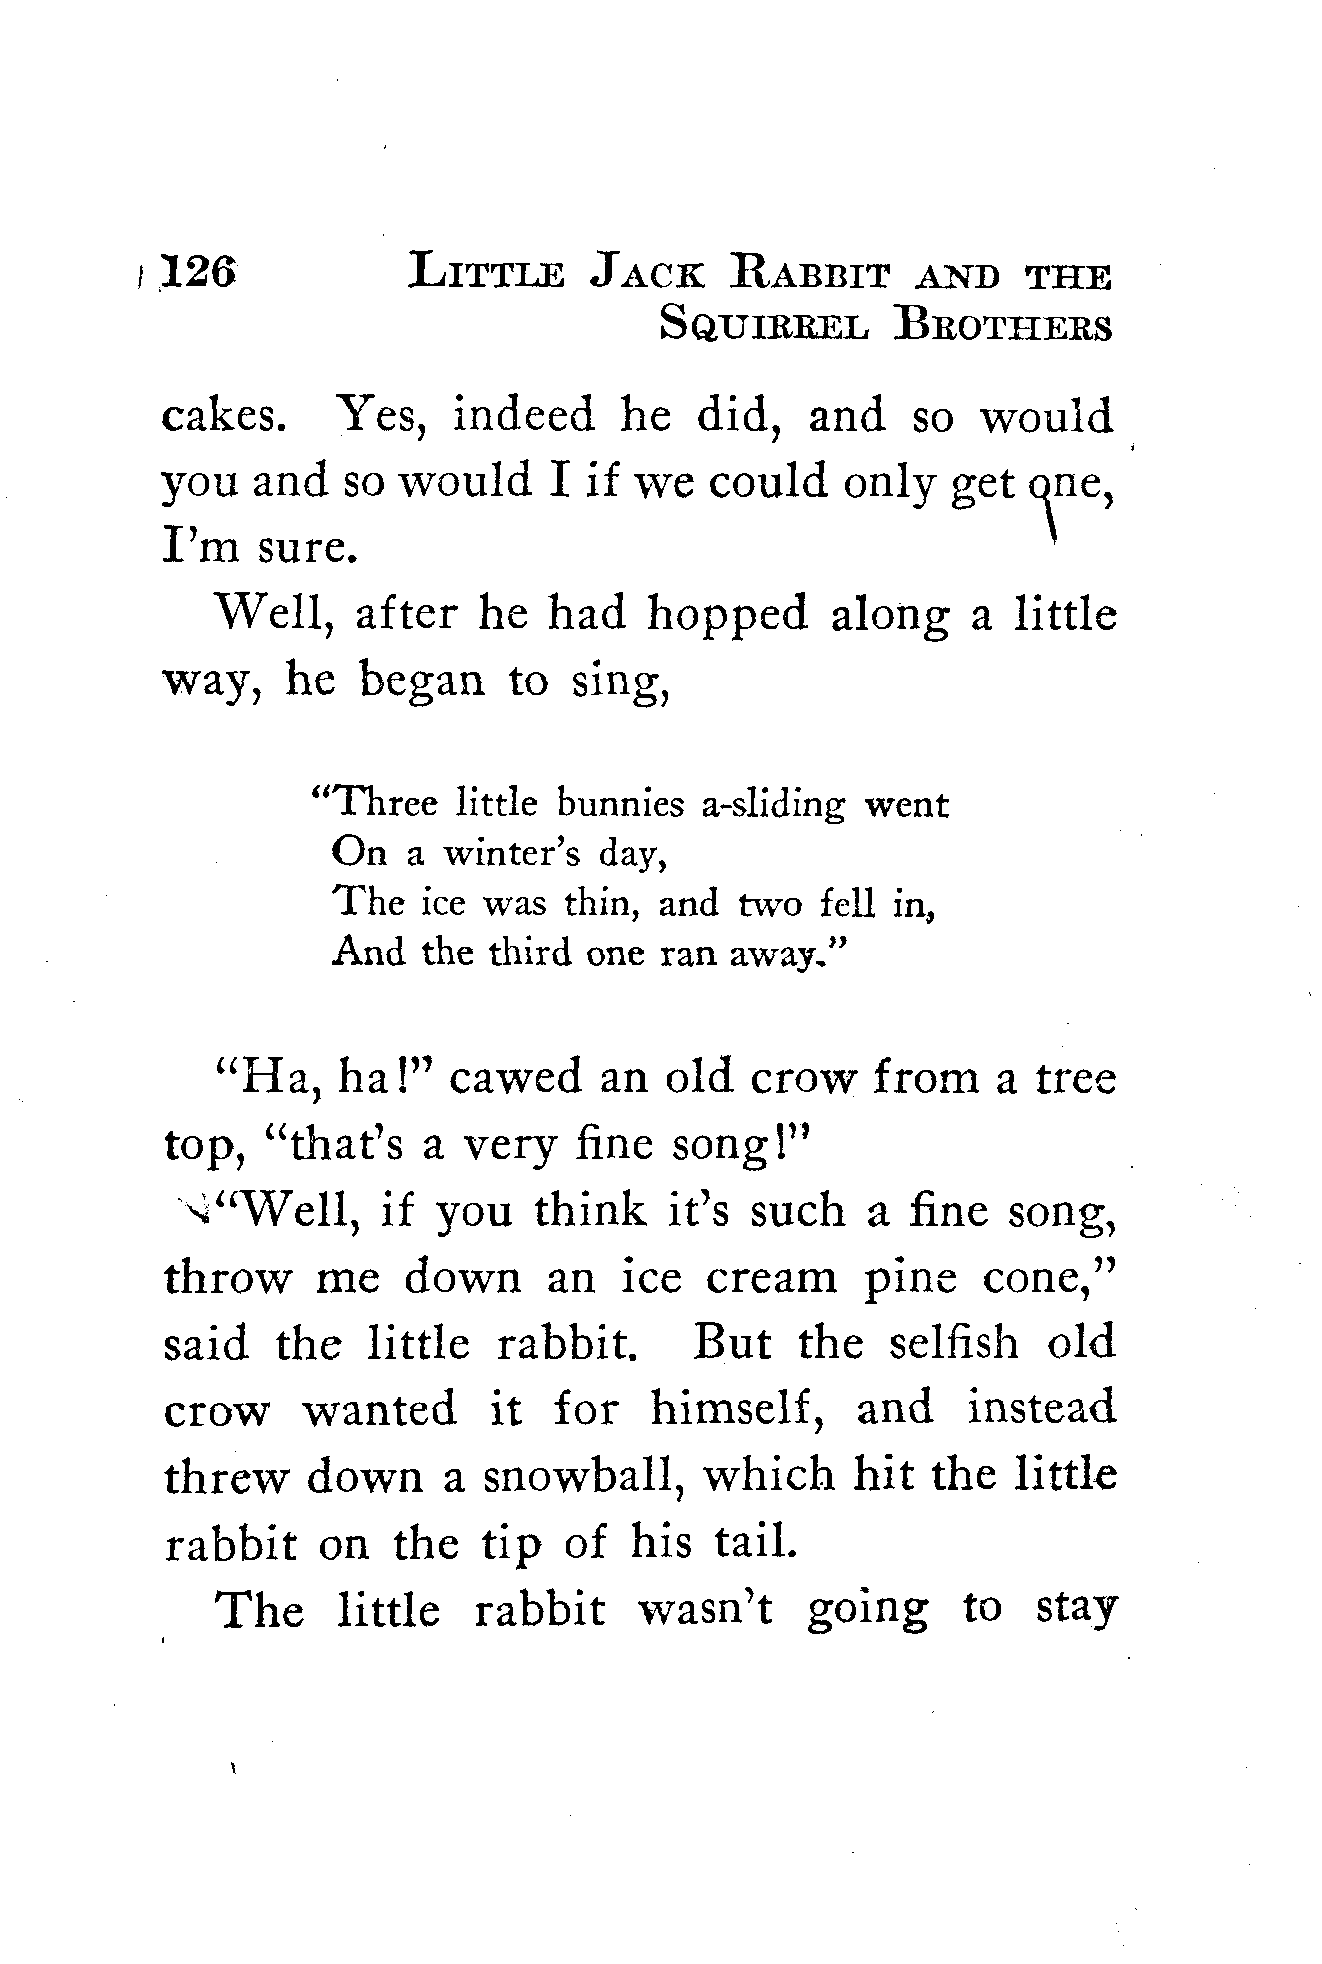 126 Little Jack Rabbit and the
Squirrel Brothers
cakes. Yes, indeed he did, and so would
you and so would I if we could only get one,
I'm sure.
Well, after he had hopped along a little
way, he began to sing,
"Three little bunnies a-sliding went
On a winter's day,
The ice was thin, and two fell in,
And the third one ran away."
"Ha, ha!" cawed an old crow from a tree
top, "that's a very fine song!"
"Well, if you think it's such a fine song,
throw me down an ice cream pine cone,"
said the little rabbit. But the selfish old
crow wanted it for himself, and instead
threw down a snowball, which hit the little
rabbit on the tip of his tail.
The little rabbit wasn't going to stay